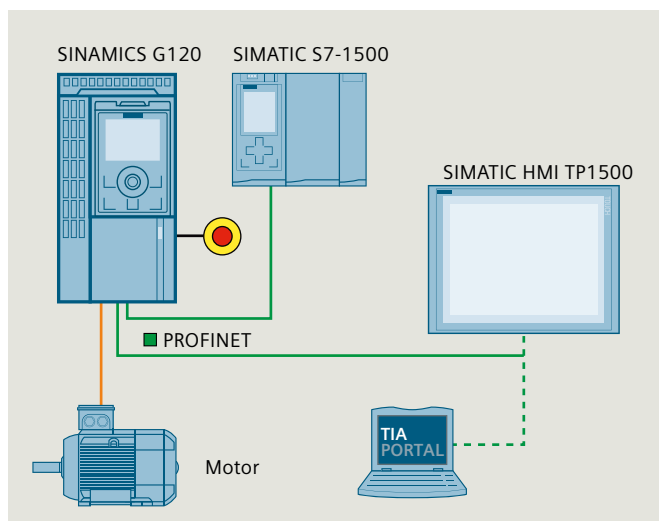 SINAMICS G120
SIMATIC S7-1500
SIMATIC HMI TP1500
PROFINET
Motor
TIA
PORTAL